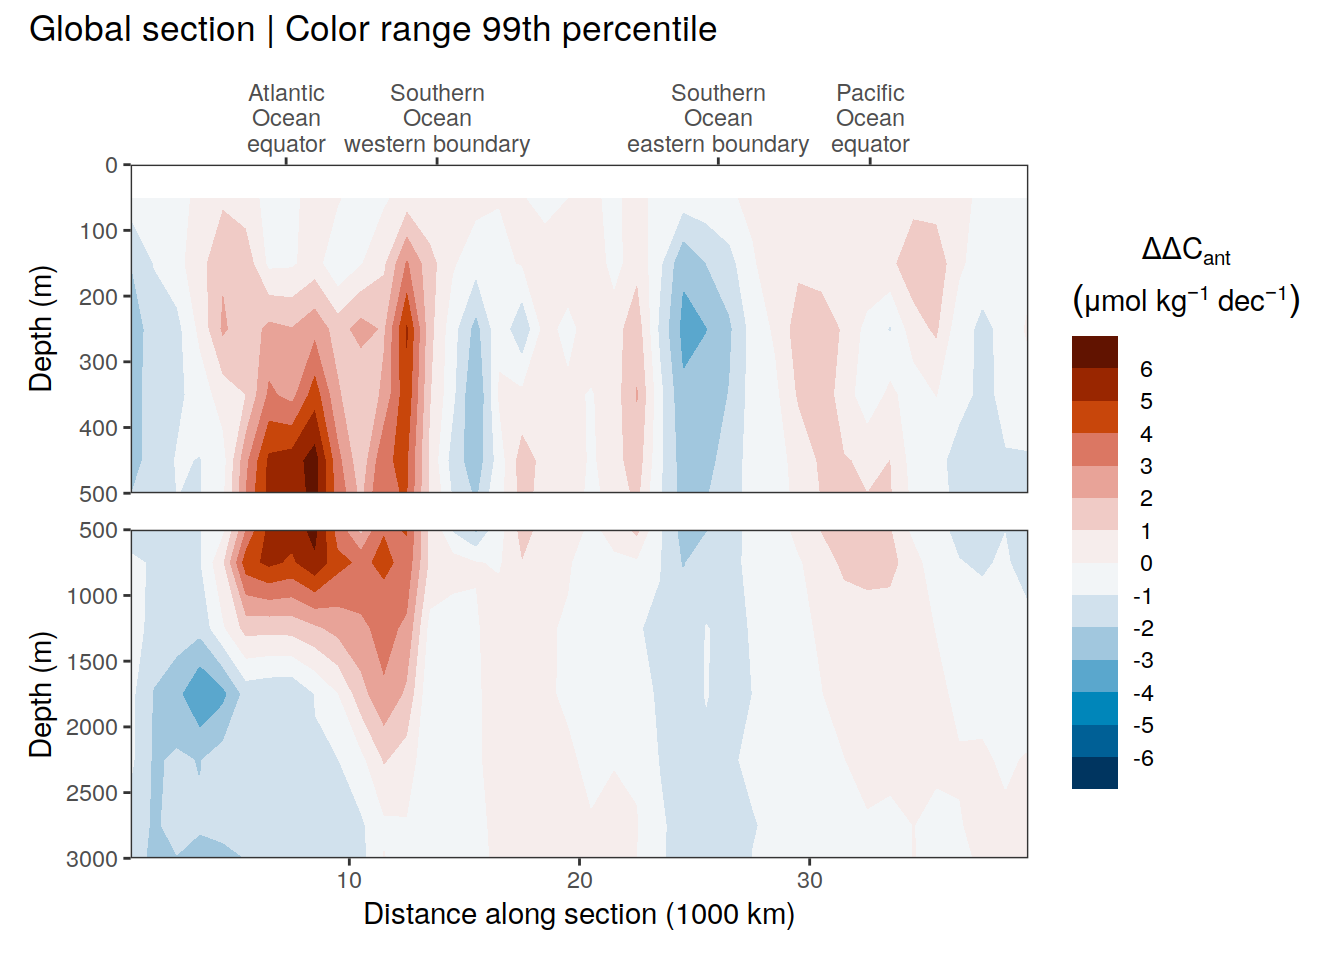 Global section | Color range 99th percentile
Atlantic
Ocean
equator
Southern
Ocean
western boundary
Southern
Ocean
eastern boundary
Pacific
Ocean
equator
0
100
200
300
400
500
Depth (m)
500
1000
1500
2000
2500
3000
Depth (m)
10
20
30
Distance along section (1000 km)
ΔΔCant
(μmol kg⁻¹ dec⁻¹)
6
5
4
3
2
1
0
-1
-2
-3
-4
-5
-6